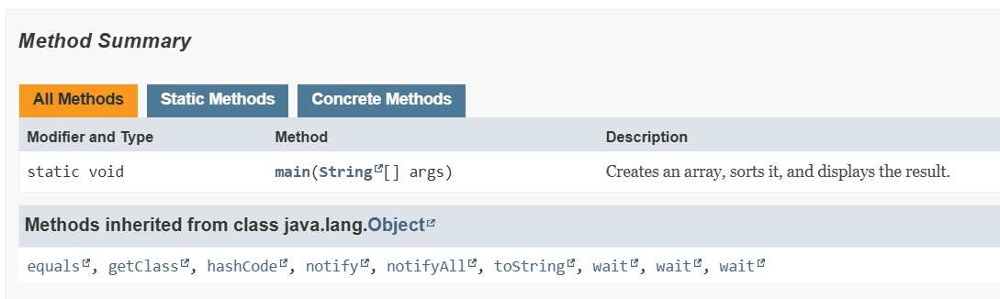 Method Summary
All Methods Static Methods Concrete Methods
Modifier and Type Method Description
static void main(String[] args) Creates an array, sorts it, and displays the result.
Methods inherited from class java.lang.Object
equals, getClass, hashCode, notify, notifyAll, toString, wait, wait, wait